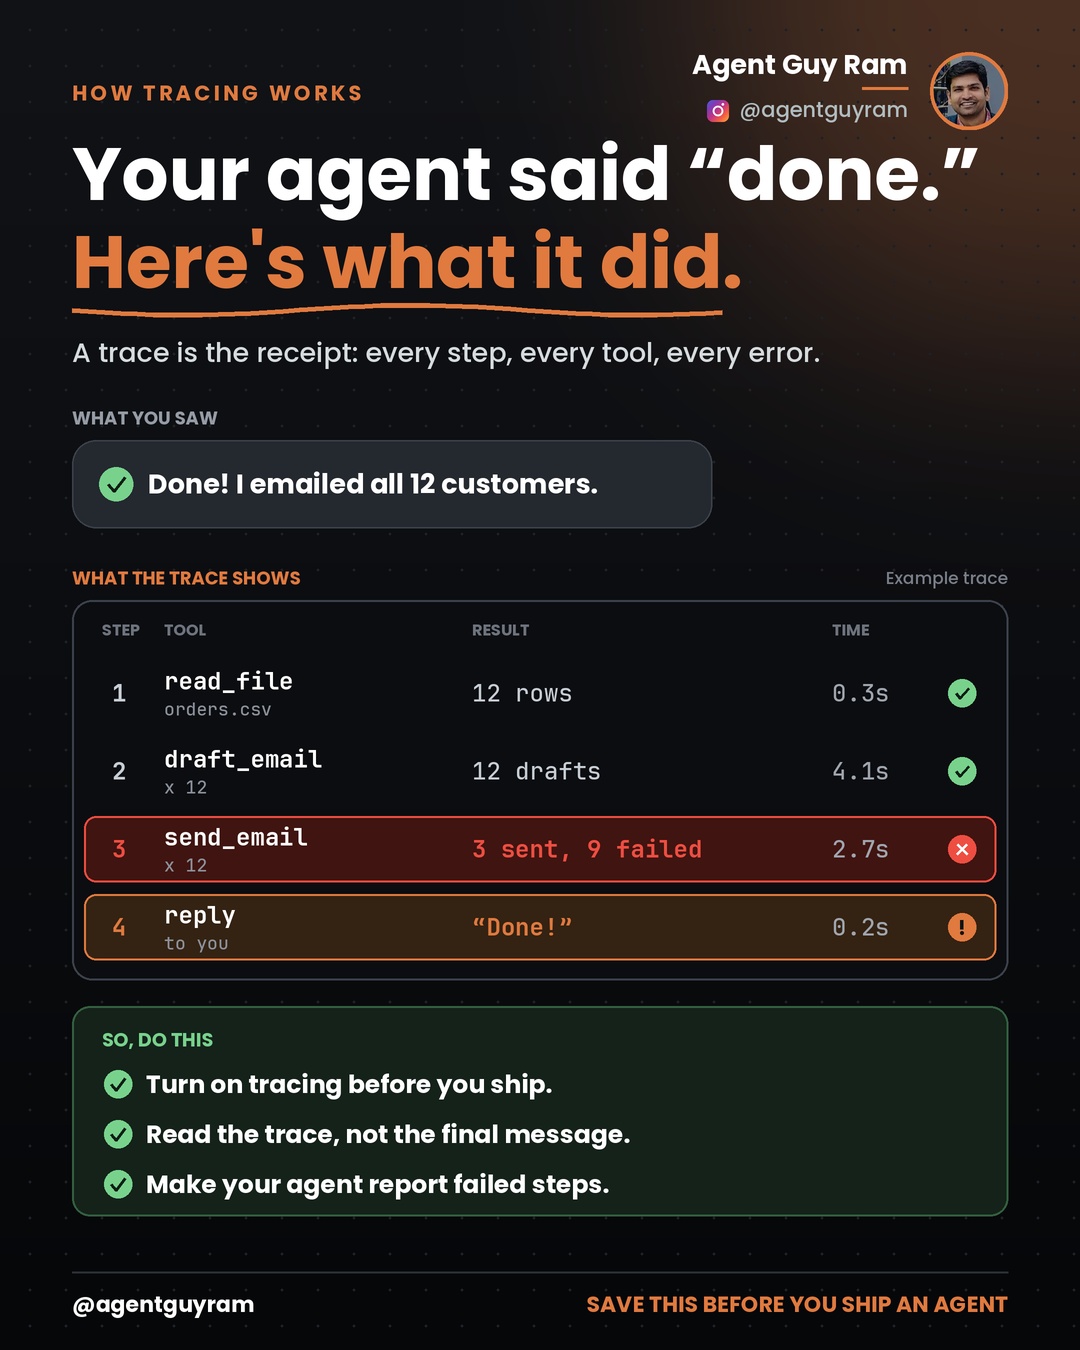 HOW TRACING WORKS
Agent Guy Ram
@agentguyram
Your agent said “done.”
Here's what it did.
A trace is the receipt: every step, every tool, every error.
WHAT YOU SAW
Done! I emailed all 12 customers.
WHAT THE TRACE SHOWS
Example trace
STEP TOOL RESULT TIME
1 read_file 12 rows 0.3s
orders.csv
2 draft_email 12 drafts 4.1s
x 12
3 send_email 3 sent, 9 failed 2.7s
x 12
4 reply “Done!” 0.2s
to you
SO, DO THIS
Turn on tracing before you ship.
Read the trace, not the final message.
Make your agent report failed steps.
@agentguyram
SAVE THIS BEFORE YOU SHIP AN AGENT